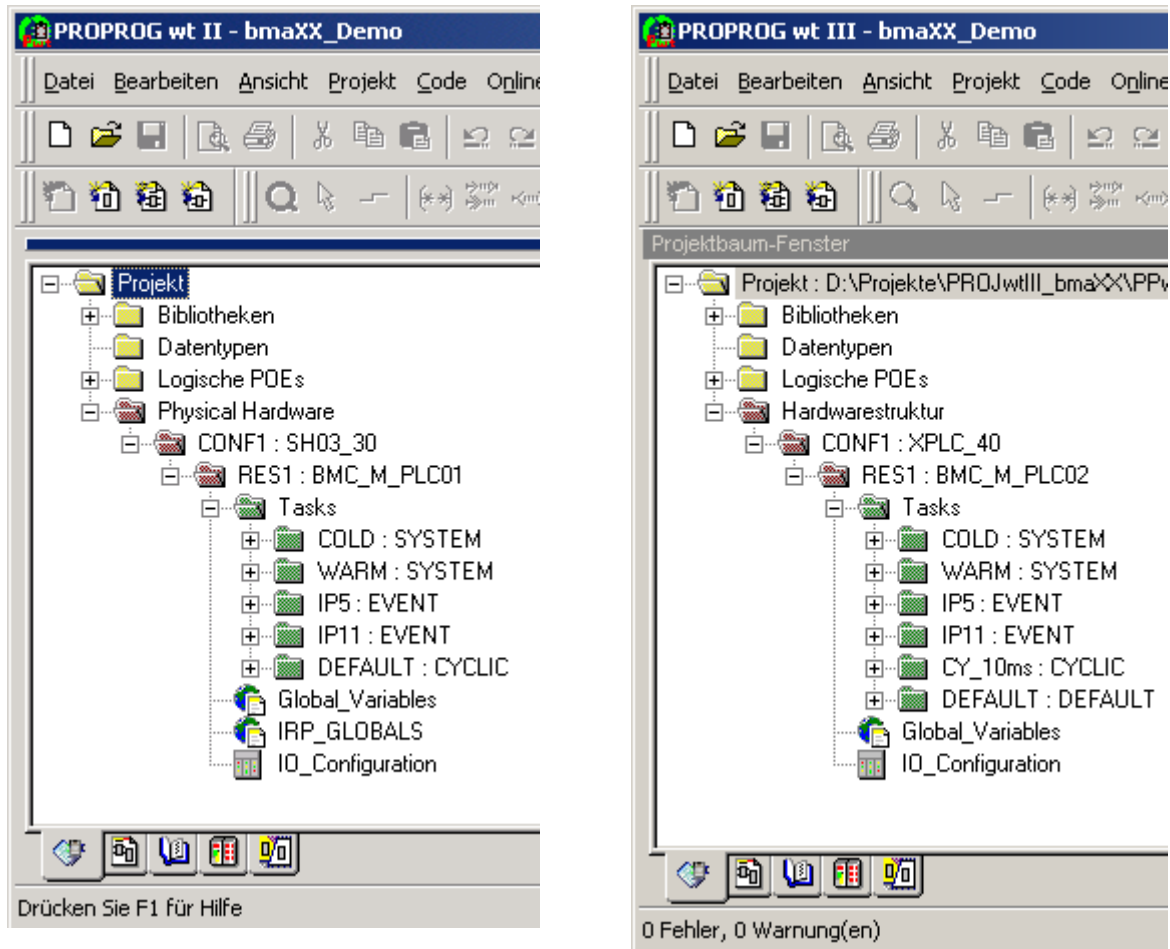 PROPROG wt II - bmaXX_Demo
Datei Bearbeiten Ansicht Projekt Code Online
Projekt
Bibliotheken
Datentypen
Logische POEs
Physical Hardware
CONF1 : SH03_30
RES1 : BMC_M_PLC01
Tasks
COLD : SYSTEM
WARM : SYSTEM
IP5 : EVENT
IP11 : EVENT
DEFAULT : CYCLIC
Global_Variables
IRP_GLOBALS
IO_Configuration
Drücken Sie F1 für Hilfe
PROPROG wt III - bmaXX_Demo
Datei Bearbeiten Ansicht Projekt Code Online
Projektbaum-Fenster
Projekt : D:\Projekte\PROJwtIII_bmaXX\PPw
Bibliotheken
Datentypen
Logische POEs
Hardwarestruktur
CONF1 : XPLC_40
RES1 : BMC_M_PLC02
Tasks
COLD : SYSTEM
WARM : SYSTEM
IP5 : EVENT
IP11 : EVENT
CY_10ms : CYCLIC
DEFAULT : DEFAULT
Global_Variables
IO_Configuration
0 Fehler, 0 Warnung(en)